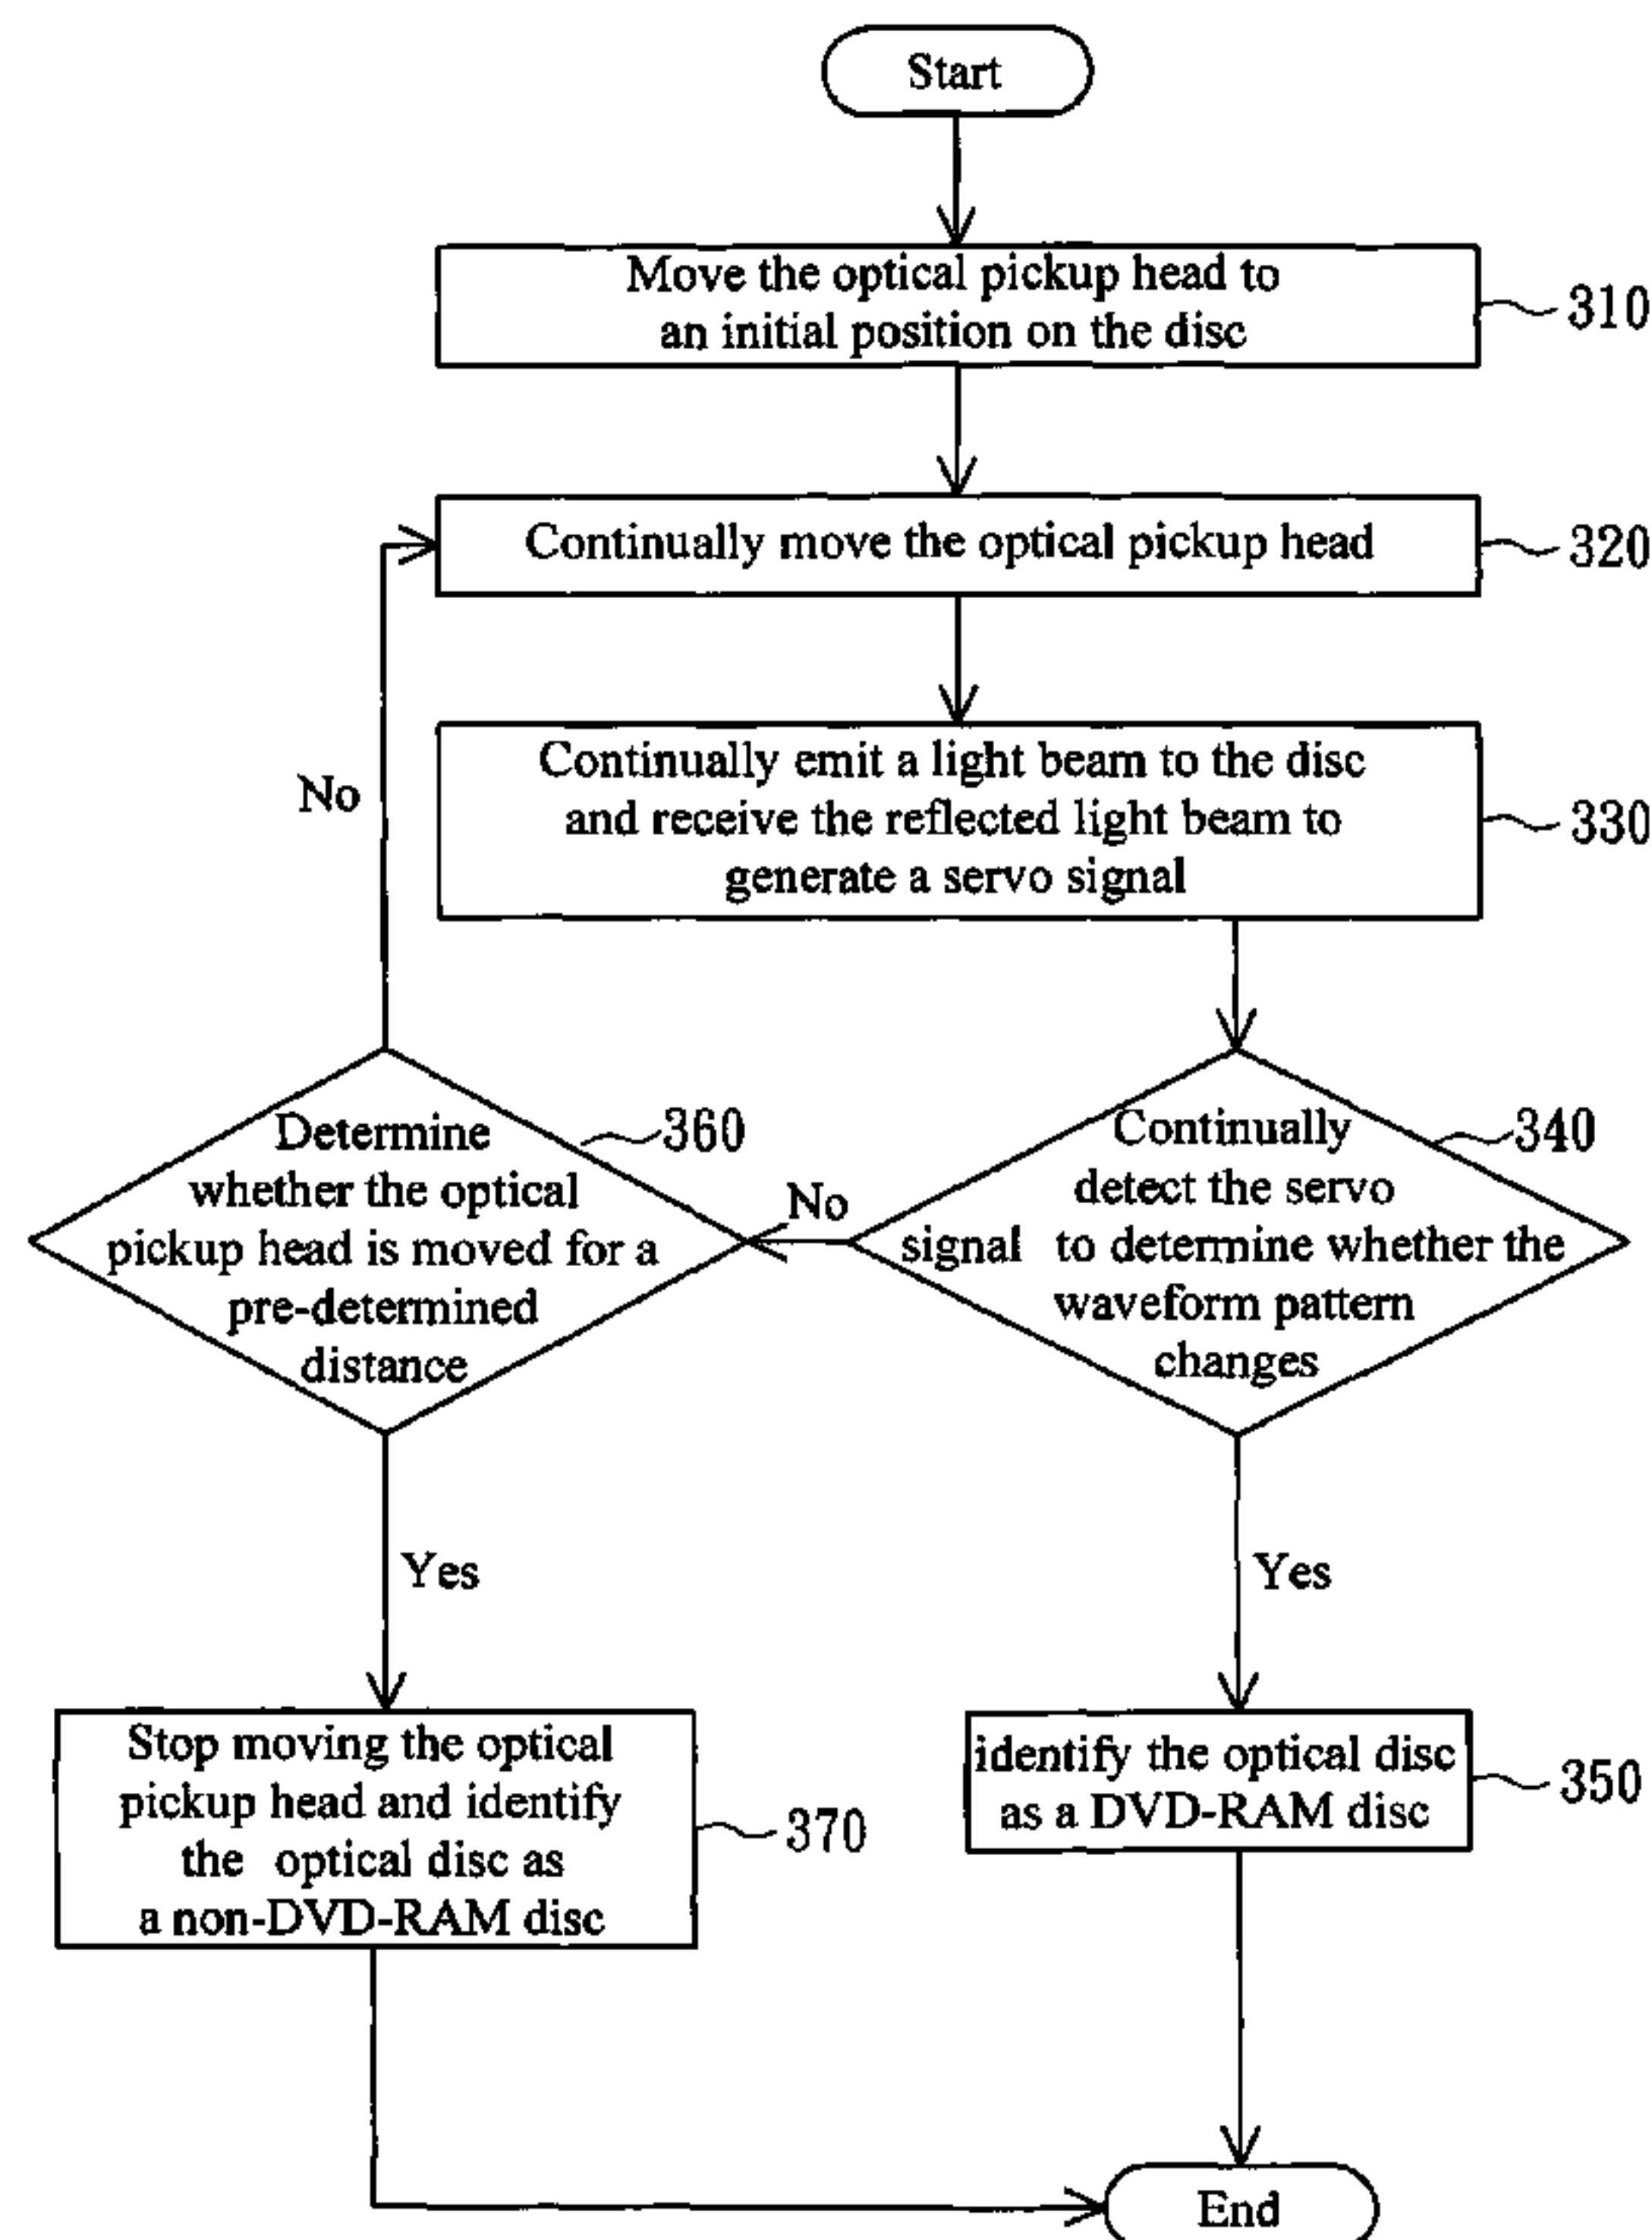 Start
Move the optical pickup head to
an initial position on the disc
310
Continually move the optical pickup head
320
Continually emit a light beam to the disc
and receive the reflected light beam to
generate a servo signal
330
No
Continually
detect the servo
signal to determine whether the
waveform pattern
changes
340
No
Determine
whether the optical
pickup head is moved for a
pre-determined
distance
360
Yes
Yes
Stop moving the optical
pickup head and identify
the optical disc as
a non-DVD-RAM disc
370
identify the optical disc
as a DVD-RAM disc
350
End